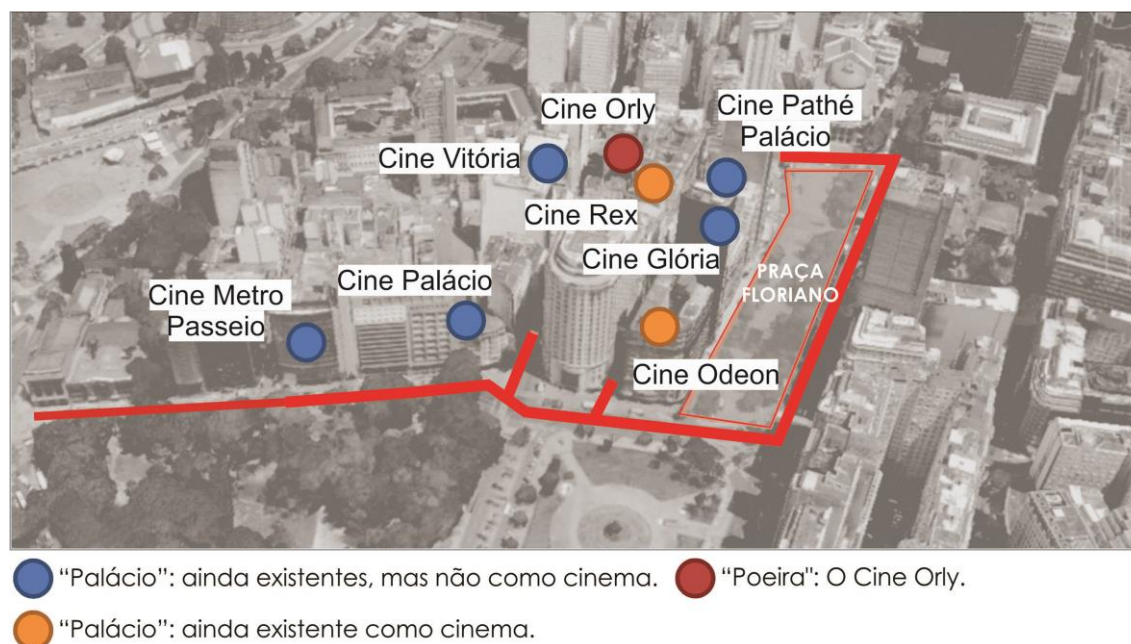 Cine Orly
Cine Pathé
Palácio
Cine Vitória
Cine Rex
Cine Glória
PRAÇA
FLORIANO
Cine Palácio
Cine Metro
Passeio
Cine Odeon
“Palácio”: ainda existentes, mas não como cinema.
“Poeira": O Cine Orly.
“Palácio”: ainda existente como cinema.